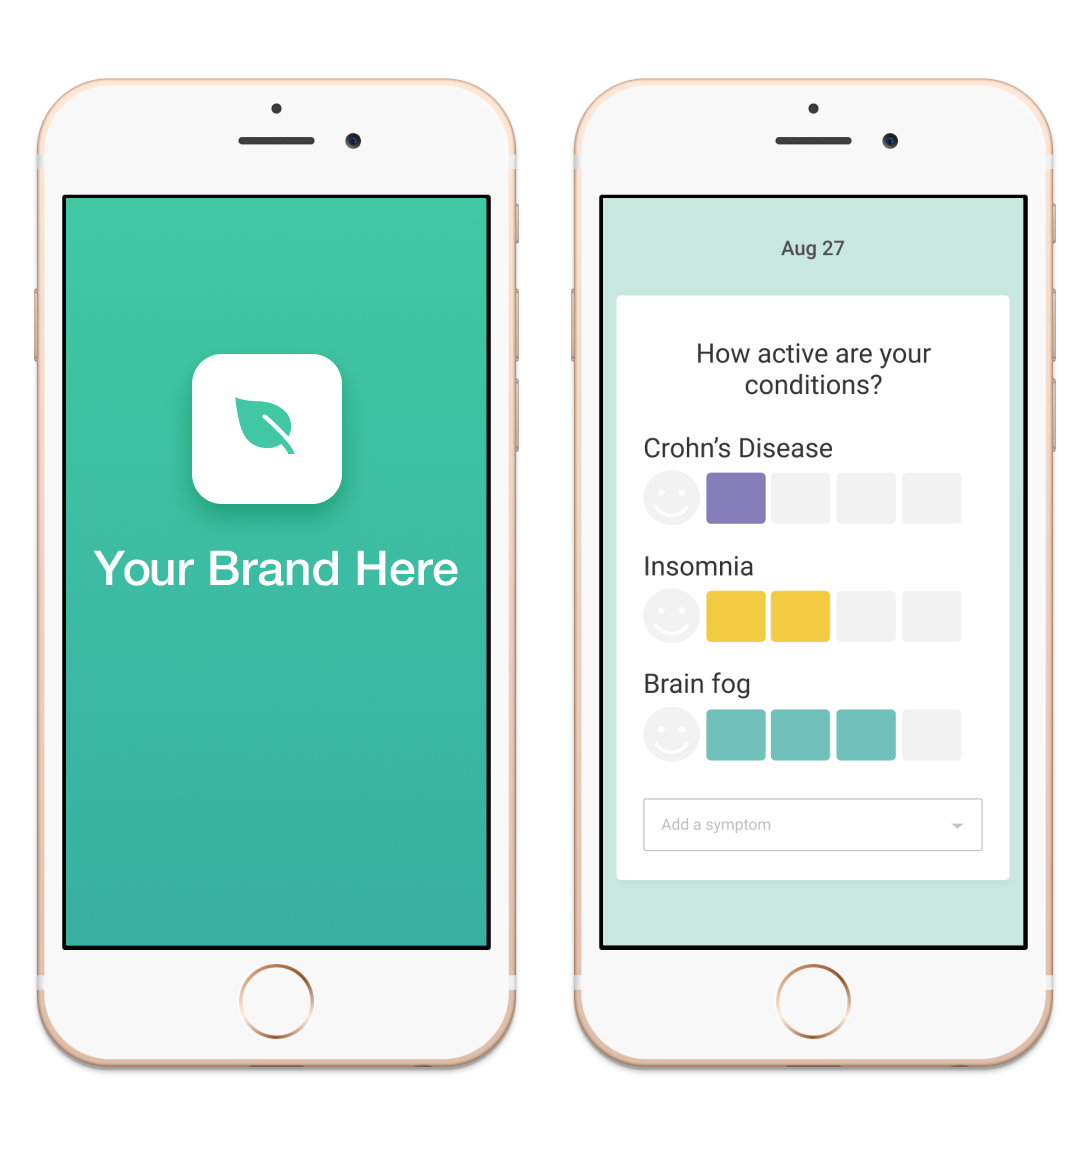 Your Brand Here
Aug 27
How active are your
conditions?
Crohn’s Disease
Insomnia
Brain fog
Add a symptom